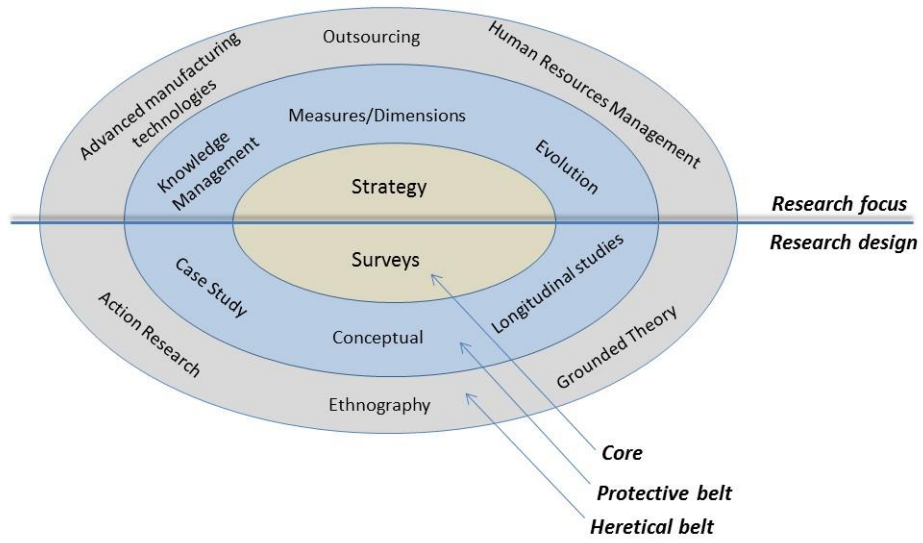 Outsourcing
Advanced manufacturing
technologies
Human Resources Management
Measures/Dimensions
Knowledge
Management
Evolution
Strategy
Research focus
Research design
Surveys
Case Study
Longitudinal studies
Conceptual
Action Research
Grounded Theory
Ethnography
Core
Protective belt
Heretical belt